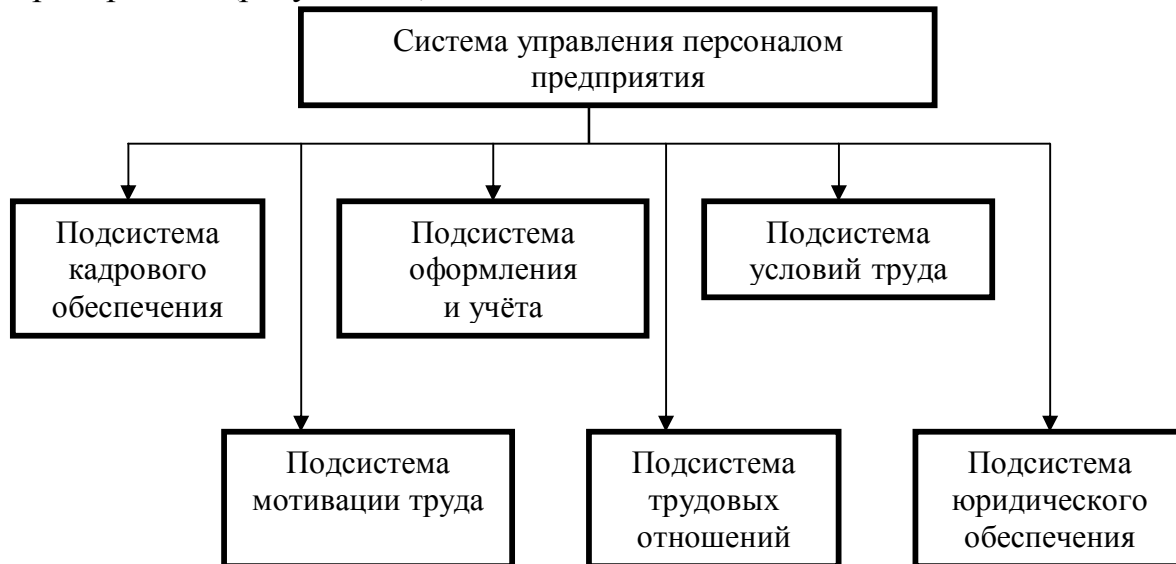 Система управления персоналом
предприятия
Подсистема
кадрового
обеспечения
Подсистема
оформления
и учёта
Подсистема
условий труда
Подсистема
мотивации труда
Подсистема
трудовых
отношений
Подсистема
юридического
обеспечения